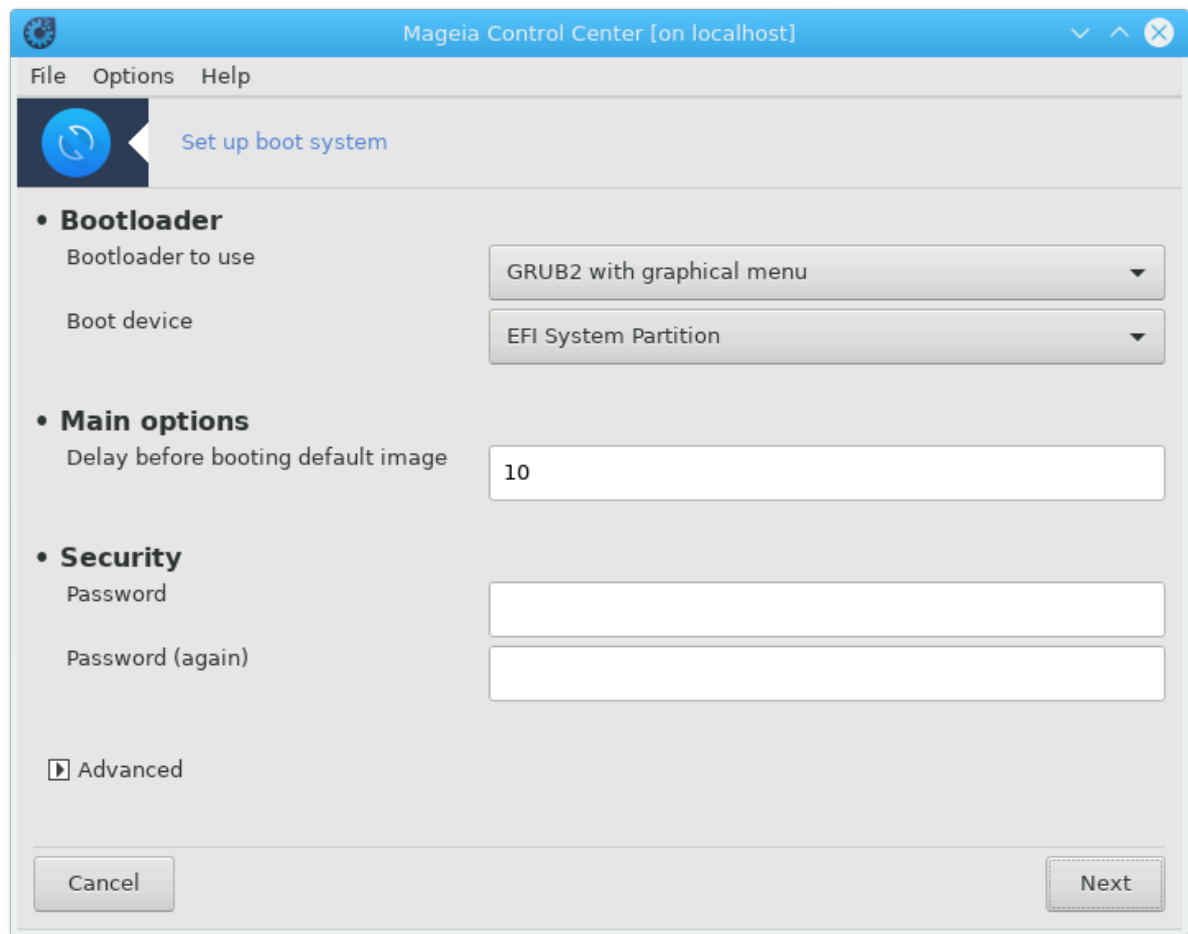 Mageia Control Center [on localhost]
File Options Help
Set up boot system
• Bootloader
Bootloader to use
GRUB2 with graphical menu
Boot device
EFI System Partition
• Main options
Delay before booting default image
10
• Security
Password
Password (again)
Advanced
Cancel
Next